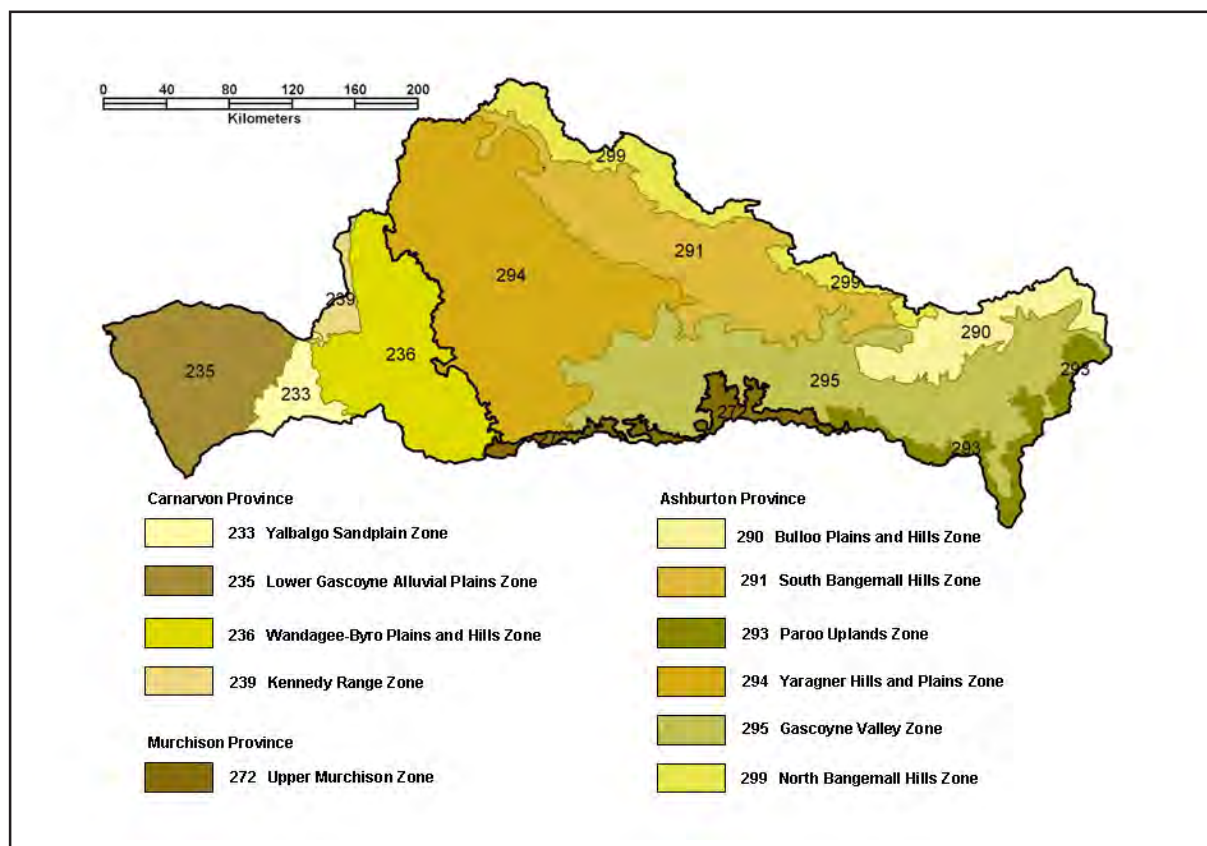 0 40 80 120 160 200
Kilometers
299
291
294
299
239
290
236
235
295
293
233
272
293
Carnarvon Province
233 Yalbalgo Sandplain Zone
235 Lower Gascoyne Alluvial Plains Zone
236 Wandagee-Byro Plains and Hills Zone
239 Kennedy Range Zone
Murchison Province
272 Upper Murchison Zone
Ashburton Province
290 Bulloo Plains and Hills Zone
291 South Bangemall Hills Zone
293 Paroo Uplands Zone
294 Yaragner Hills and Plains Zone
295 Gascoyne Valley Zone
299 North Bangemall Hills Zone